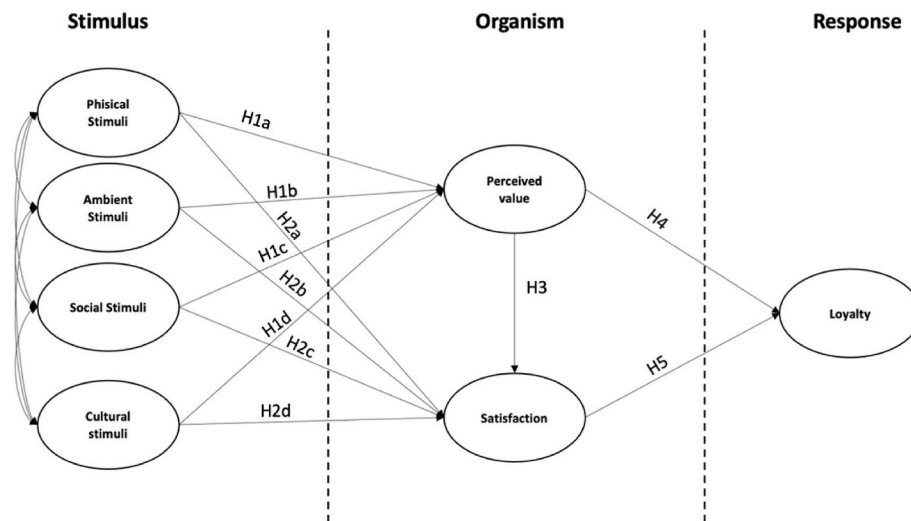 Stimulus
Organism
Response
Phisical
Stimuli
H1a
Ambient
Stimuli
H1b
H2a
Perceived
value
H1c
H4
Social Stimuli
H2b
H3
H1d
Loyalty
H2c
H5
Cultural
stimuli
H2d
Satisfaction